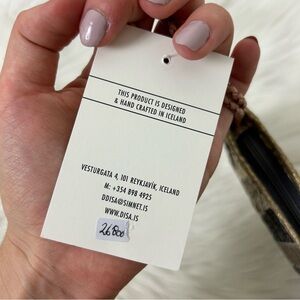 THIS PRODUCT IS DESIGNED
& HAND CRAFTED IN ICELAND
VESTURGATA 4, 101 REYKJAVÍK, ICELAND
M: +354 898 4925
DDISA@SIMNET.IS
WWW.DISA.IS
26800